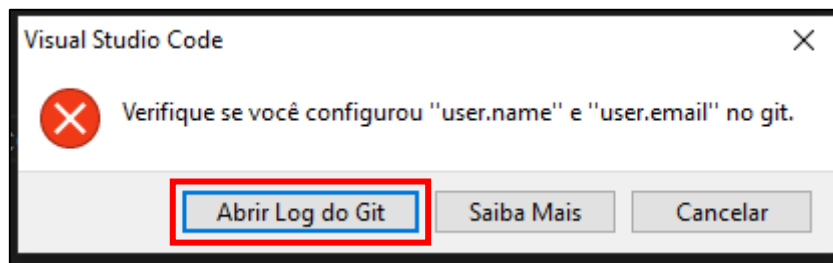 Visual Studio Code
Verifique se você configurou "user.name" e "user.email" no git.
Abrir Log do Git
Saiba Mais
Cancelar